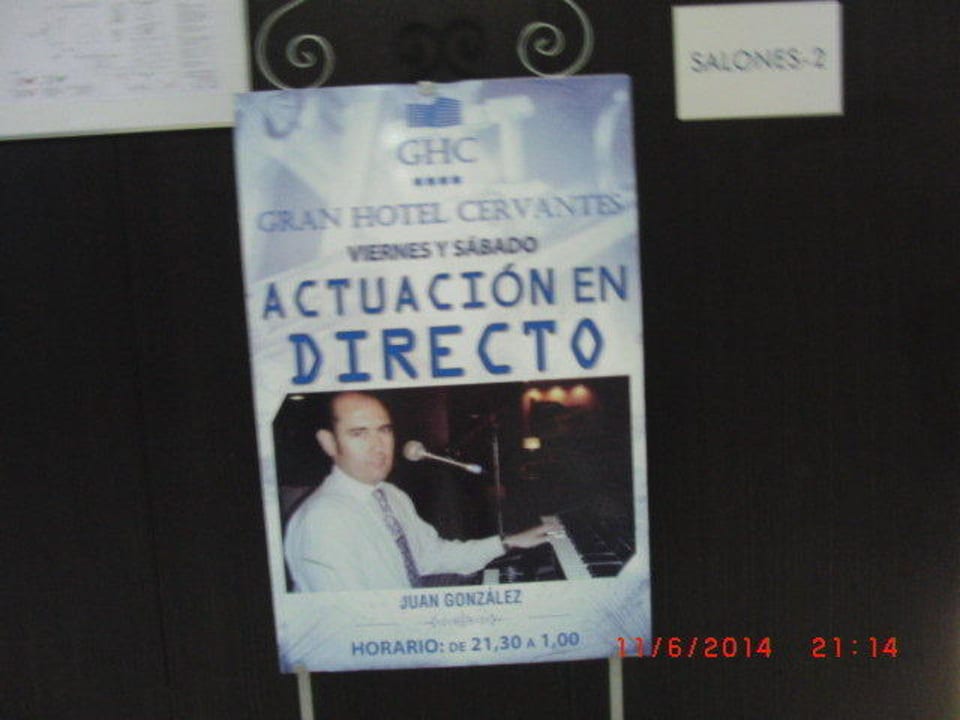 SALONES-2
GHC
GRAN HOTEL CERVANTES
VIERNES Y SÁBADO
ACTUACIÓN EN
DIRECTO
JUAN GONZÁLEZ
HORARIO: DE 21,30 A 1,00
11/6/2014 21:14